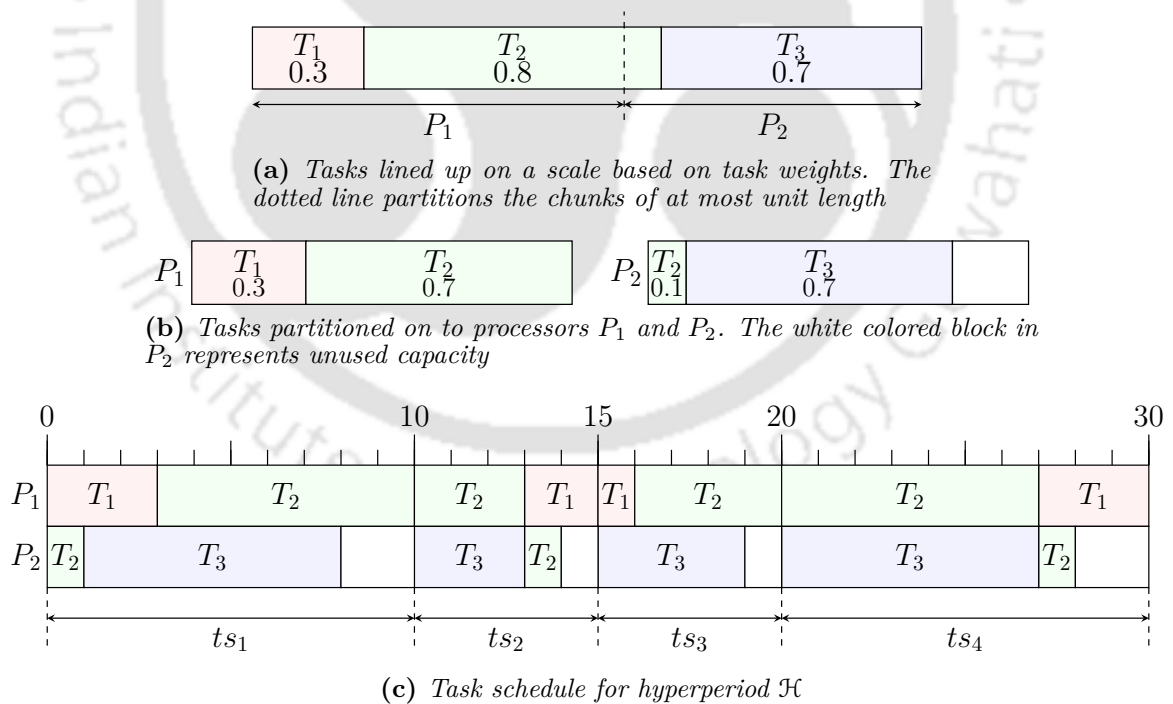 T₁ T₂ T₃
0.3 0.8 0.7
P₁ P₂
(a) Tasks lined up on a scale based on task weights. The
dotted line partitions the chunks of at most unit length
P₁ T₁ T₂ P₂ T₂ T₃
0.3 0.7 0.1 0.7
(b) Tasks partitioned on to processors P₁ and P₂. The white colored block in
P₂ represents unused capacity
0 10 15 20 30
P₁ T₁ T₂ T₂ T₁ T₁ T₂ T₂ T₁
P₂ T₂ T₃ T₃ T₂ T₃ T₃ T₂
ts₁ ts₂ ts₃ ts₄
(c) Task schedule for hyperperiod ℋ
Indian Institute
ology Guwahati